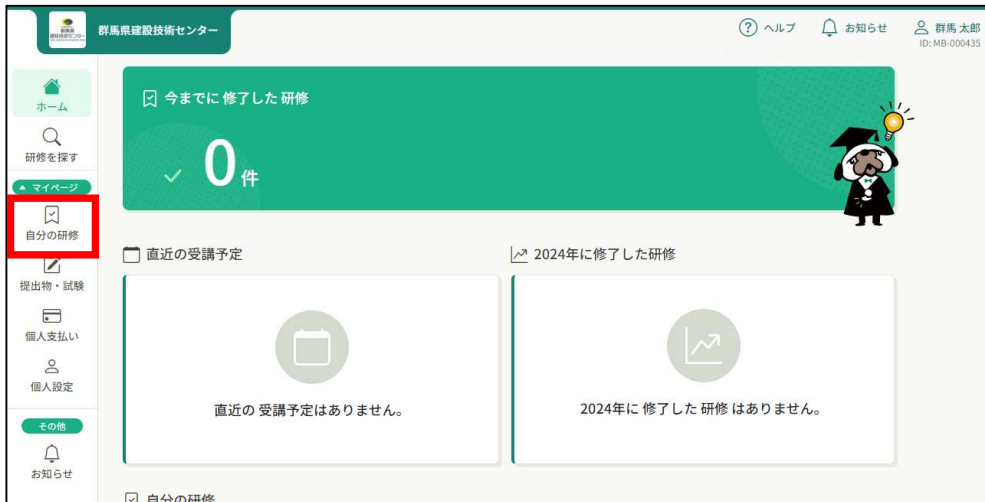 群馬県建設技術センター
ヘルプ
お知らせ
群馬 太郎
ID: MB-000435
ホーム
研修を探す
マイページ
自分の研修
提出物・試験
個人支払い
個人設定
その他
お知らせ
今までに 修了した 研修
0 件
直近の受講予定
2024年に修了した研修
直近の 受講予定はありません。
2024年に 修了した 研修 はありません。
自分の研修